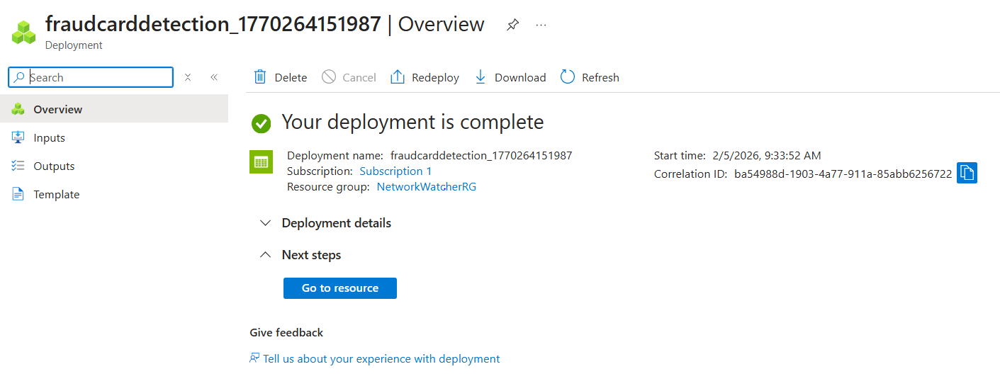 fraudcarddetection_1770264151987 | Overview
Deployment
Search
Overview
Inputs
Outputs
Template
Delete
Cancel
Redeploy
Download
Refresh
Your deployment is complete
Deployment name: fraudcarddetection_1770264151987
Subscription: Subscription 1
Resource group: NetworkWatcherRG
Start time: 2/5/2026, 9:33:52 AM
Correlation ID: ba54988d-1903-4a77-911a-85abb6256722
Deployment details
Next steps
Go to resource
Give feedback
Tell us about your experience with deployment